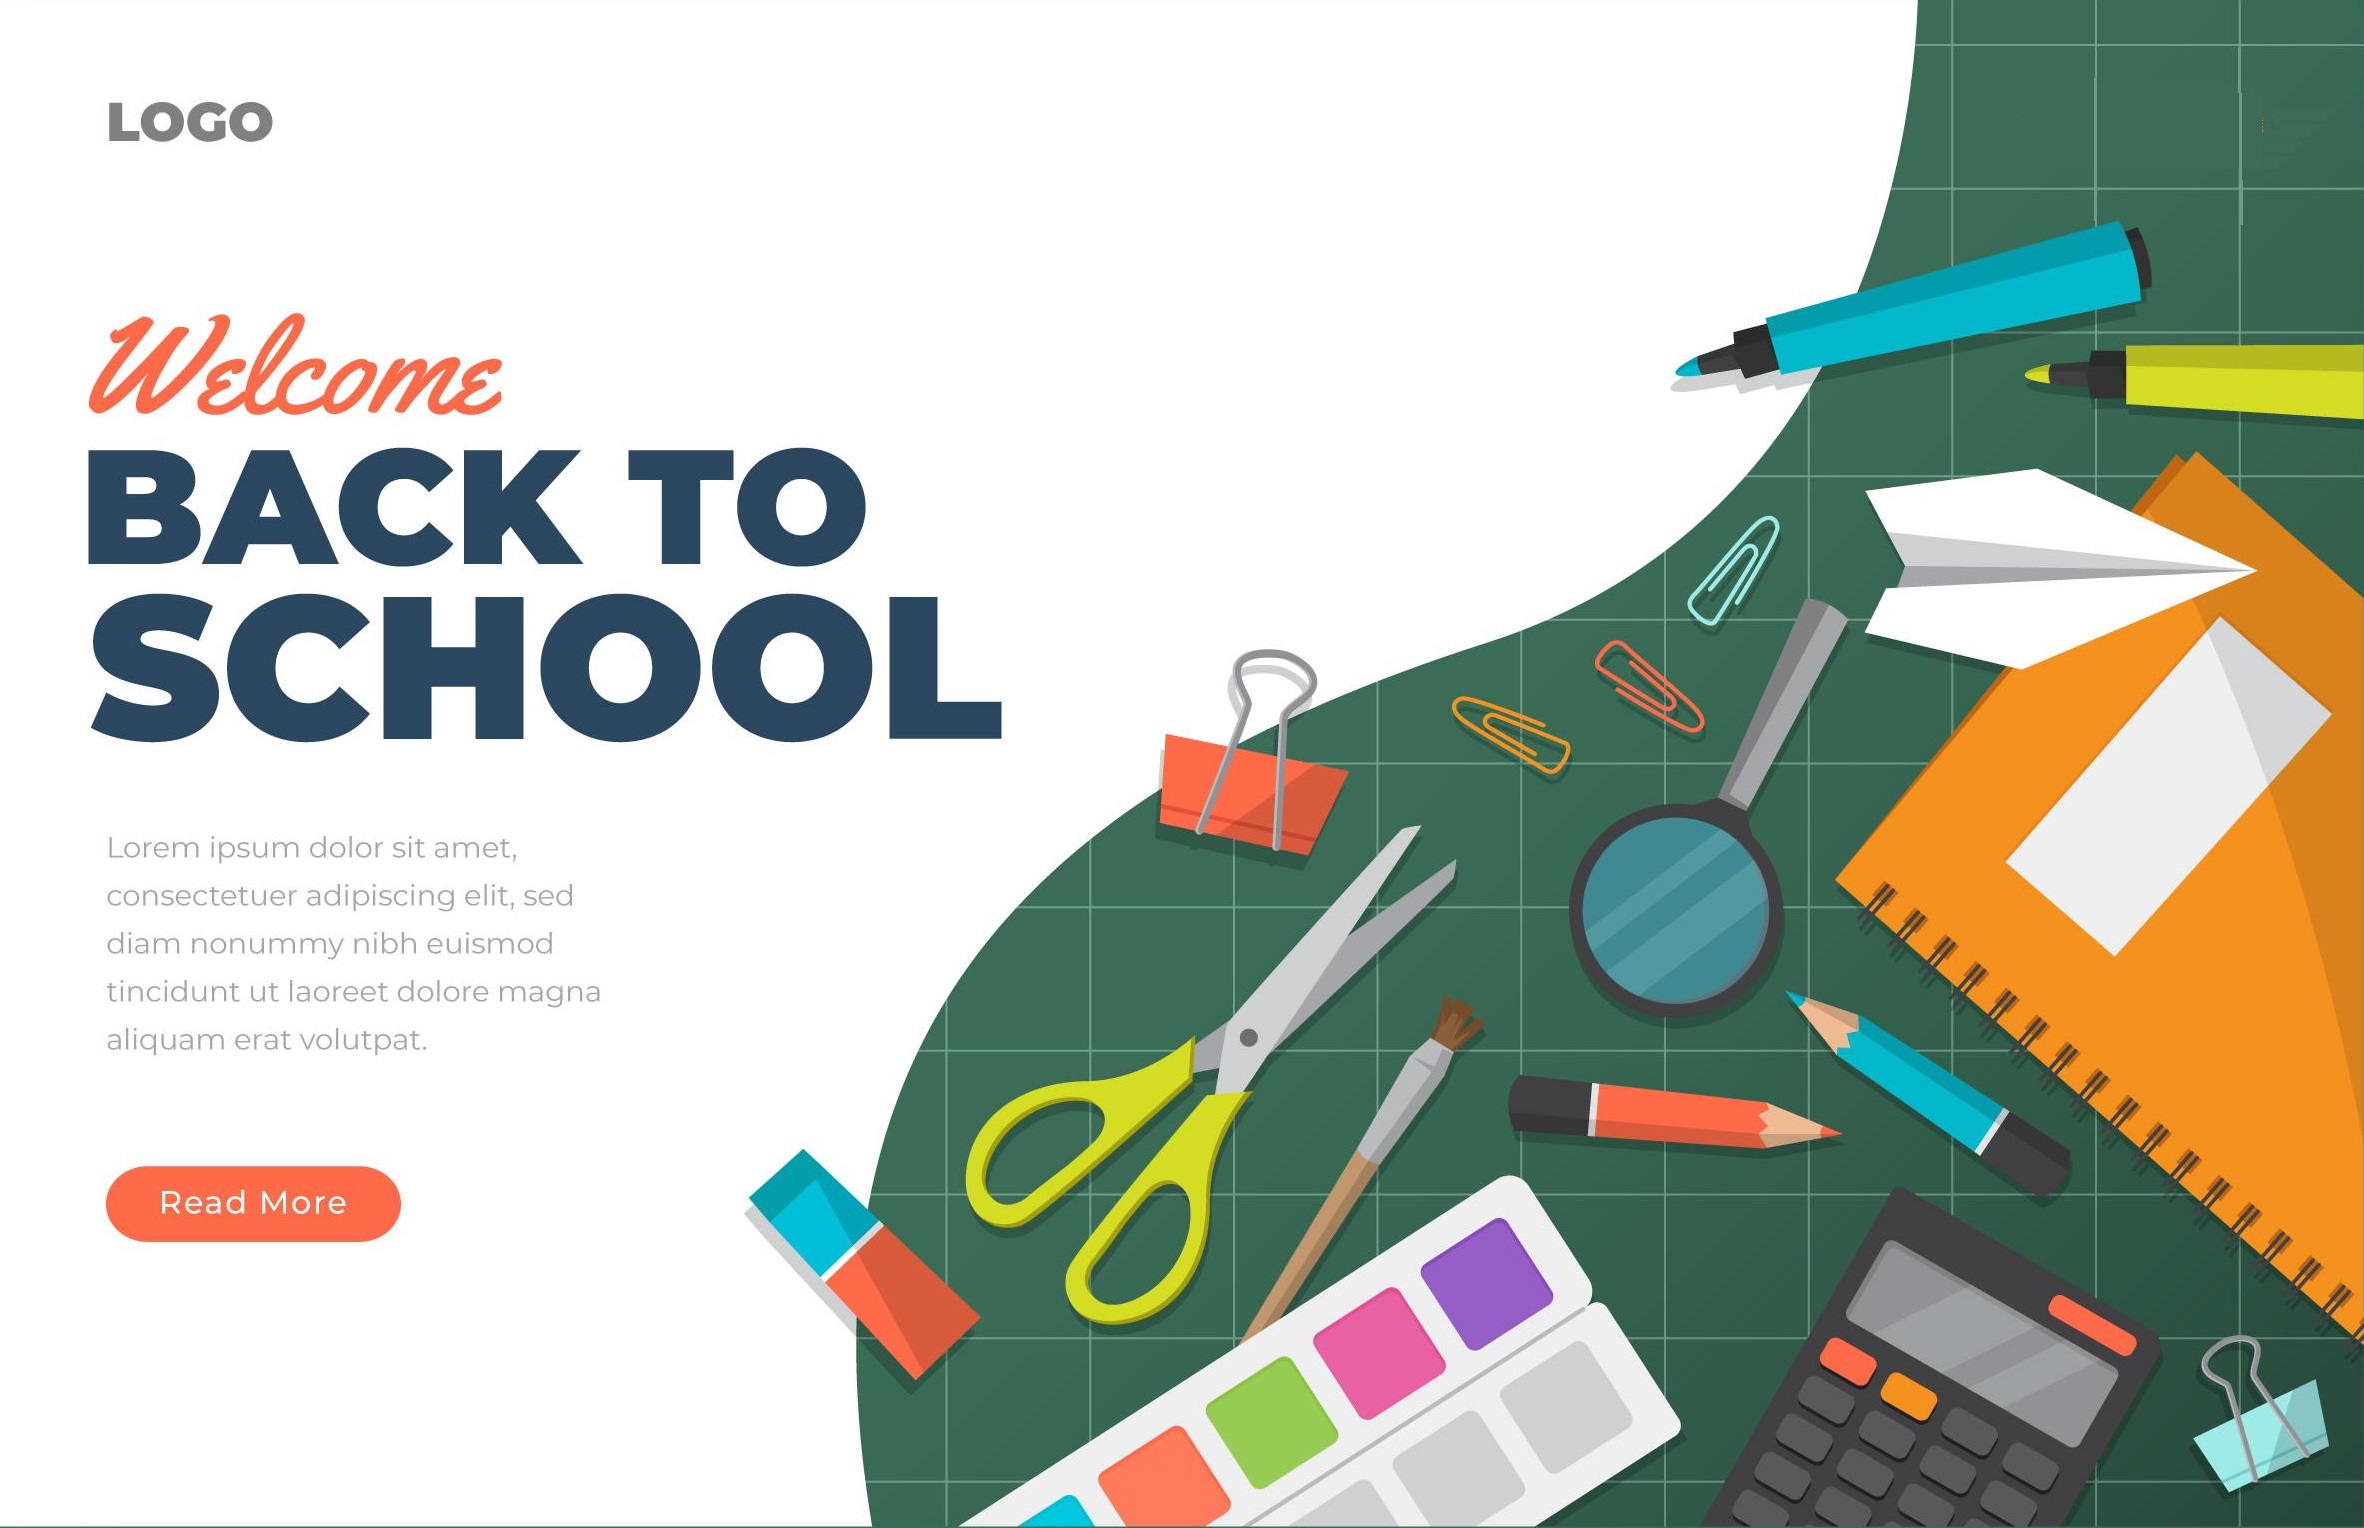 LOGO
Welcome
BACK TO
SCHOOL
Lorem ipsum dolor sit amet,
consectetuer adipiscing elit, sed
diam nonummy nibh euismod
tincidunt ut laoreet dolore magna
aliquam erat volutpat.
Read More